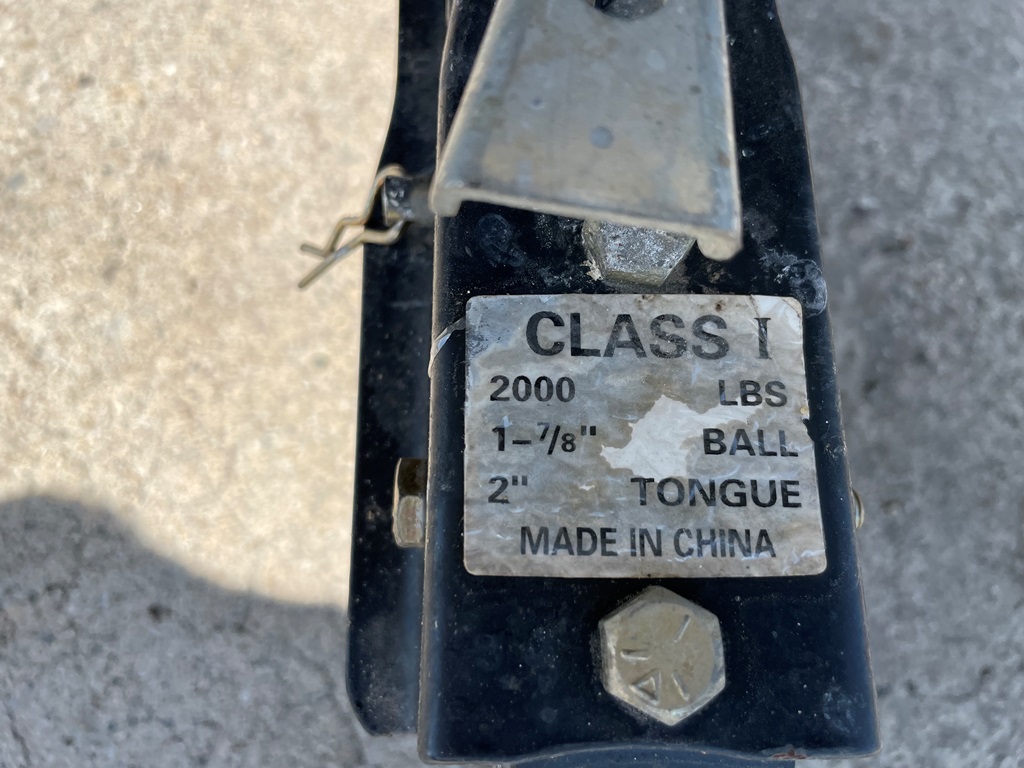 CLASS I
2000 LBS
1-7/8" BALL
2" TONGUE
MADE IN CHINA